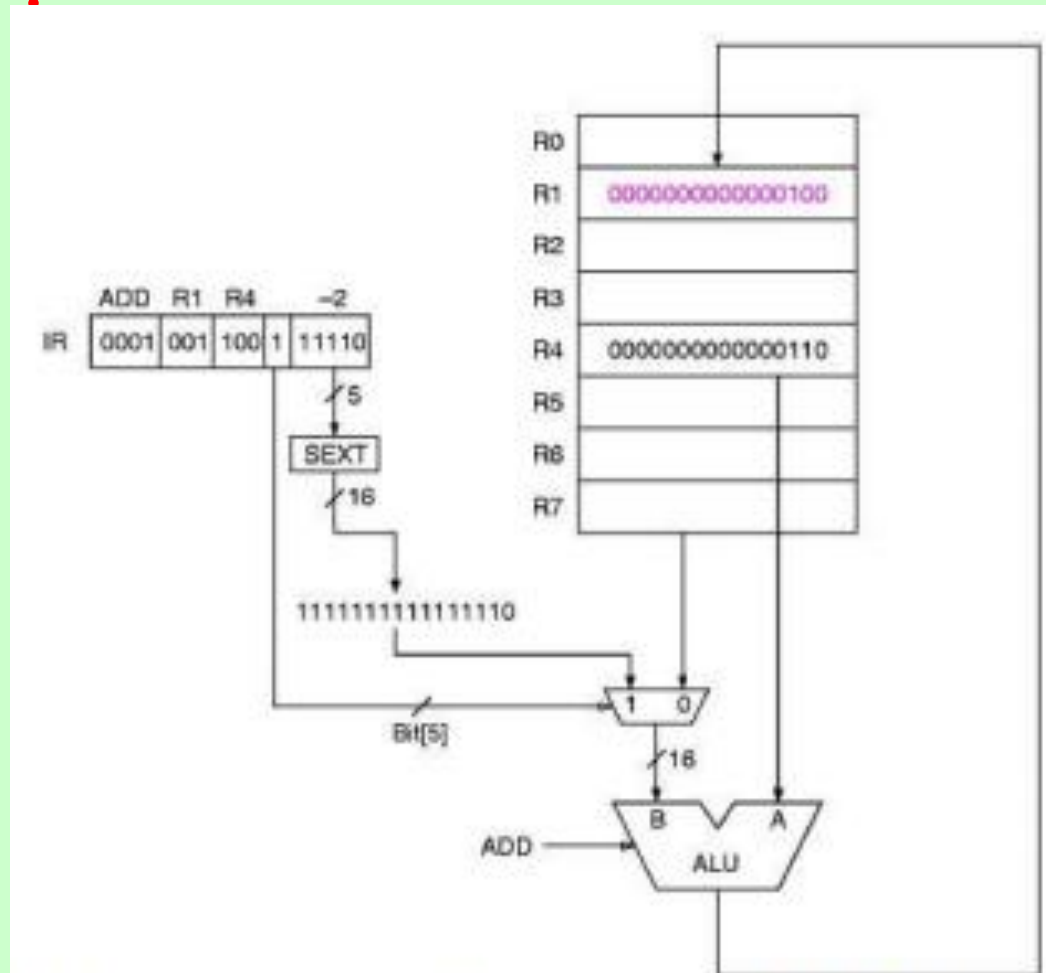 R0
R1 0000000000000100
R2
R3
ADD R1 R4 –2
IR 0001 001 100 1 11110
R4 0000000000000110
5
R5
SEXT
R6
16
R7
1111111111111110
1 0
Bit[5]
16
B A
ADD
ALU